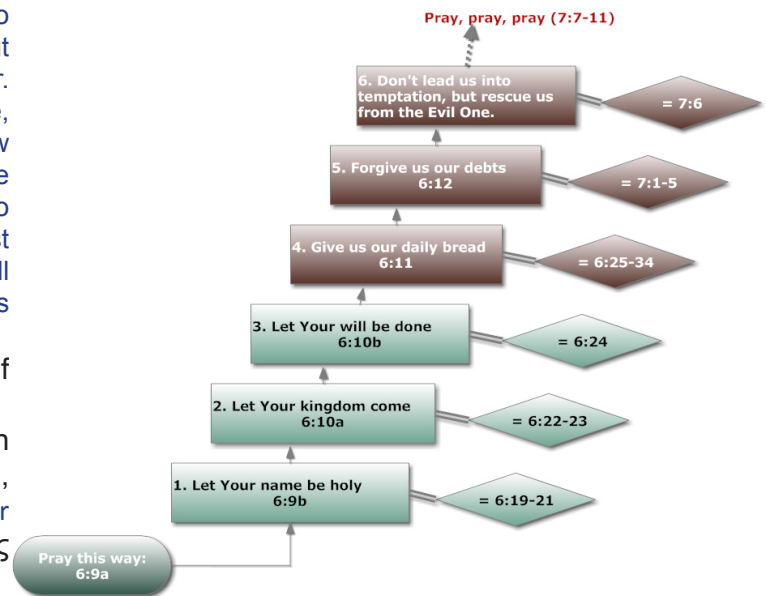 Pray, pray, pray (7:7-11)
6. Don't lead us into
temptation, but rescue us
from the Evil One.
= 7:6
5. Forgive us our debts
6:12
= 7:1-5
4. Give us our daily bread
6:11
= 6:25-34
3. Let Your will be done
6:10b
= 6:24
2. Let Your kingdom come
6:10a
= 6:22-23
1. Let Your name be holy
6:9b
= 6:19-21
Pray this way:
6:9a